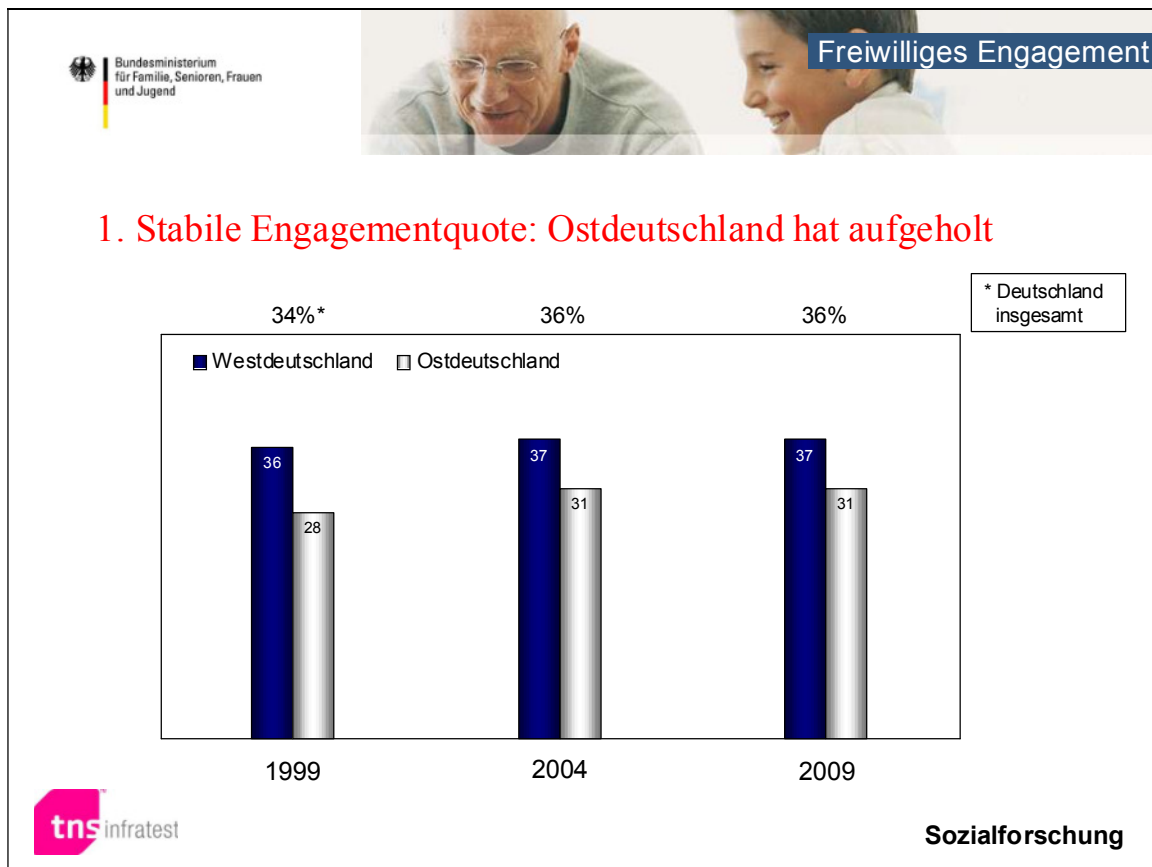 Bundesministerium
für Familie, Senioren, Frauen
und Jugend
Freiwilliges Engagement
1. Stabile Engagementquote: Ostdeutschland hat aufgeholt
* Deutschland
insgesamt
34%* 36% 36%
Westdeutschland Ostdeutschland
36 28 37 31 37 31
1999 2004 2009
tns infratest
Sozialforschung